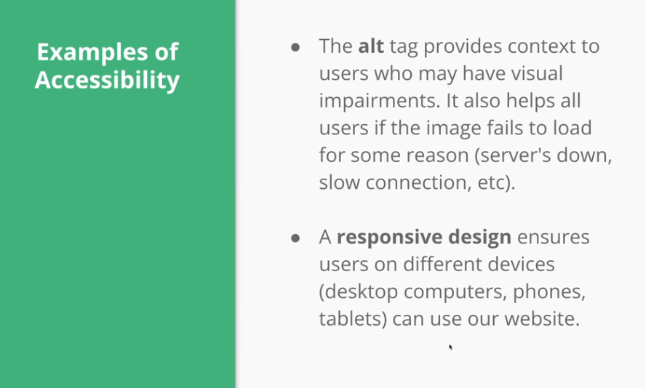 Examples of
Accessibility
● The alt tag provides context to
users who may have visual
impairments. It also helps all
users if the image fails to load
for some reason (server's down,
slow connection, etc).
● A responsive design ensures
users on different devices
(desktop computers, phones,
tablets) can use our website.